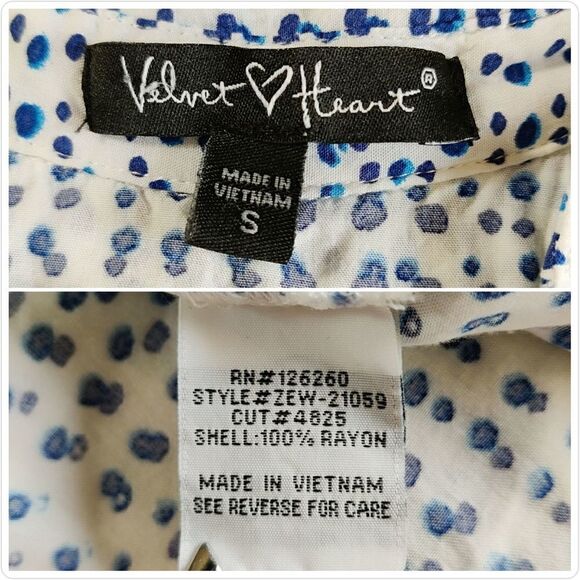 Velvet ♡ Heart®
MADE IN
VIETNAM
S
RN#126260
STYLE#ZEW-21059
CUT#4825
SHELL:100% RAYON
MADE IN VIETNAM
SEE REVERSE FOR CARE